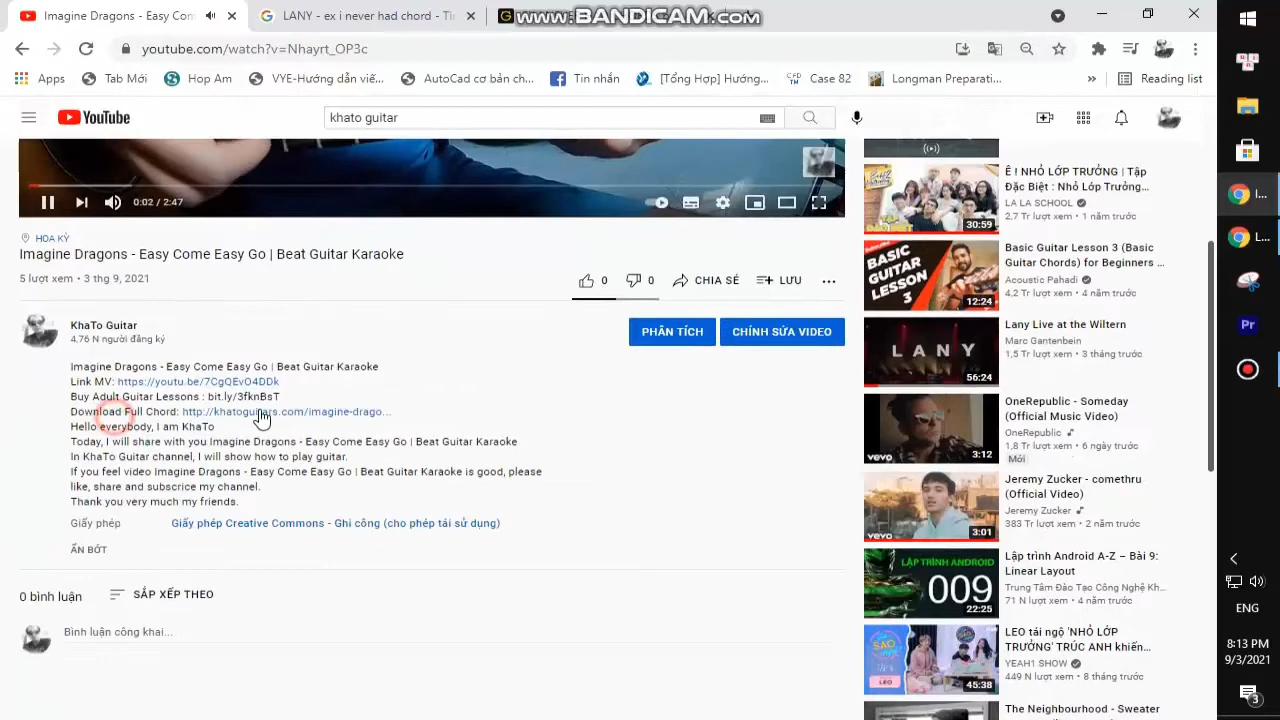 Imagine Dragons - Easy Com
LANY - ex i never had chord - Ti
www.BANDICAM.com
youtube.com/watch?v=Nhayrt_OP3c
Apps
Tab Mới
Hop Am
VYE-Hướng dẫn viế...
AutoCad cơ bản ch...
Tin nhắn
[Tổng Hợp] Hướng...
Case 82
Longman Preparati...
»
Reading list
YouTube
khato guitar
0:02 / 2:47
HOA KỲ
Imagine Dragons - Easy Come Easy Go | Beat Guitar Karaoke
5 lượt xem • 3 thg 9, 2021
0
0
CHIA SẺ
LƯU
KhaTo Guitar
4,76 N người đăng ký
PHÂN TÍCH
CHỈNH SỬA VIDEO
Imagine Dragons - Easy Come Easy Go | Beat Guitar Karaoke
Link MV: https://youtu.be/7CgQEvO4DDk
Buy Adult Guitar Lessons : bit.ly/3fknBsT
Download Full Chord: http://khatoguitars.com/imagine-drago...
Hello everybody, I am KhaTo
Today, I will share with you Imagine Dragons - Easy Come Easy Go | Beat Guitar Karaoke
In KhaTo Guitar channel, I will show how to play guitar.
If you feel video Imagine Dragons - Easy Come Easy Go | Beat Guitar Karaoke is good, please
like, share and subscrice my channel.
Thank you very much my friends.
Giấy phép
Giấy phép Creative Commons - Ghi công (cho phép tái sử dụng)
ẨN BỚT
0 bình luận
SẮP XẾP THEO
Bình luận công khai...
Ê ! NHỎ LỚP TRƯỞNG | Tập
Đặc Biệt : Nhỏ Lớp Trưởng...
LA LA SCHOOL
2,7 Tr lượt xem • 1 năm trước
30:59
Basic Guitar Lesson 3 (Basic
Guitar Chords) for Beginners ...
Acoustic Pahadi
4,2 Tr lượt xem • 4 năm trước
BASIC
GUITAR
LESSON
3
12:24
Lany Live at the Wiltern
Marc Gantenbein
1,5 Tr lượt xem • 3 tháng trước
LANY
56:24
OneRepublic - Someday
(Official Music Video)
OneRepublic
1,8 Tr lượt xem • 6 ngày trước
Mới
vevo
3:12
Jeremy Zucker - comethru
(Official Video)
Jeremy Zucker
383 Tr lượt xem • 2 năm trước
vevo
3:01
Lập trình Android A-Z – Bài 9:
Linear Layout
Trung Tâm Đào Tạo Công Nghệ Kh...
71 N lượt xem • 4 năm trước
LẬP TRÌNH ANDROID
009
22:25
LEO tái ngộ 'NHỎ LỚP
TRƯỞNG' TRÚC ANH khiến...
YEAH1 SHOW
449 N lượt xem • 8 tháng trước
SAO
LEO
45:38
The Neighbourhood - Sweater
I...
L...
Pr
ENG
8:13 PM
9/3/2021
3